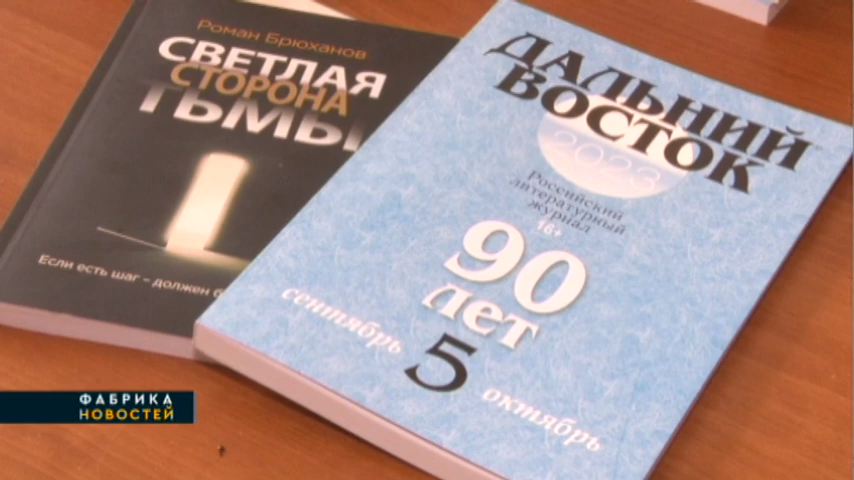 Роман Брюханов
СВЕТЛАЯ
СТОРОНА
ТЬМЫ
Если есть шаг – должен
ДАЛЬНИЙ
ВОСТОК
2023
Российский
литературный
журнал
16+
90
лет
сентябрь 5 октябрь
ФАБРИКА
НОВОСТЕЙ